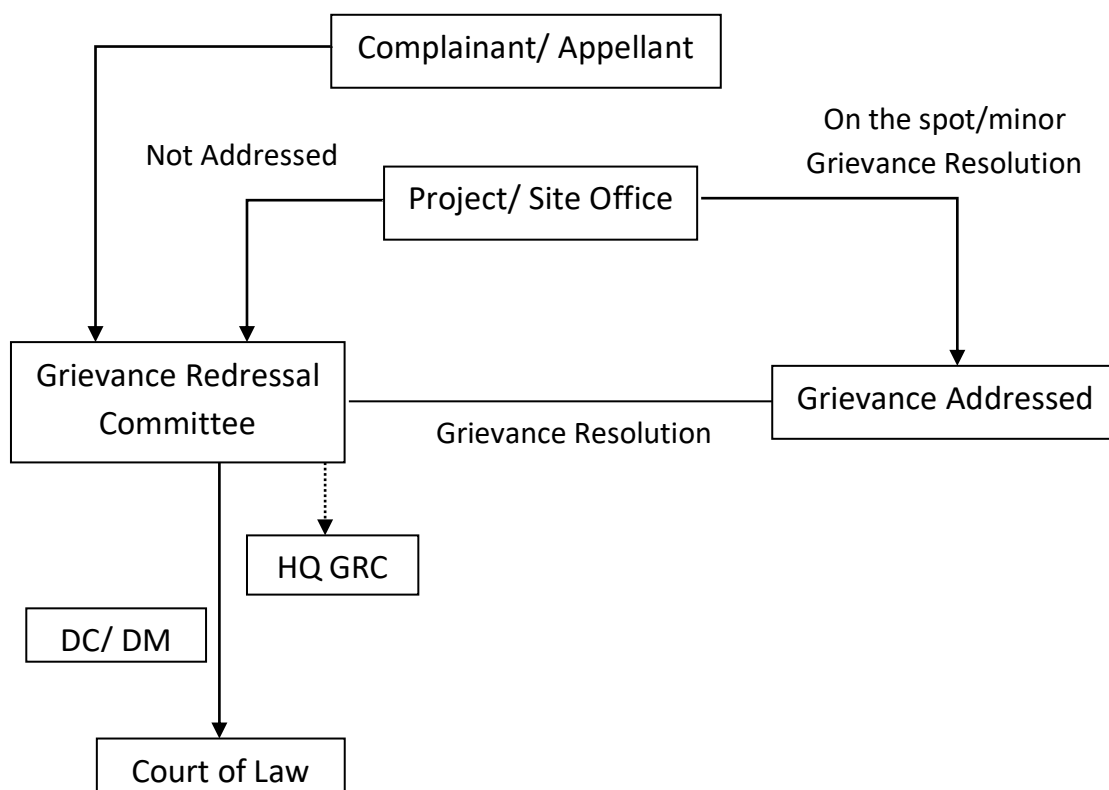 Complainant/ Appellant
On the spot/minor
Grievance Resolution
Not Addressed
Project/ Site Office
Grievance Redressal
Committee
Grievance Addressed
Grievance Resolution
HQ GRC
DC/ DM
Court of Law